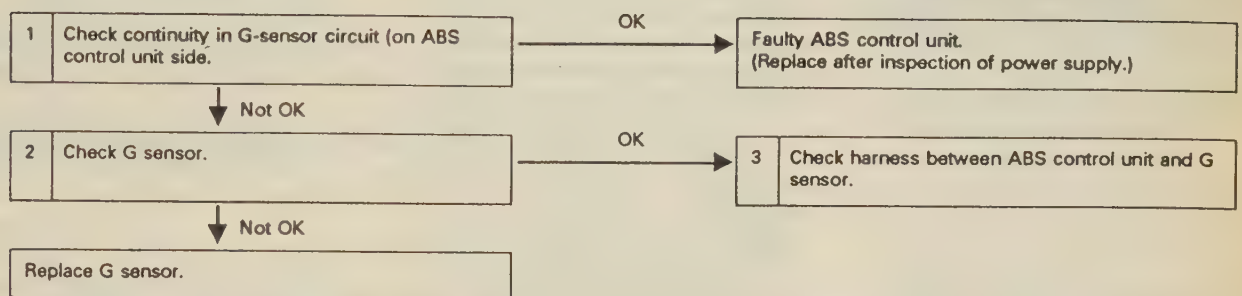 1 Check continuity in G-sensor circuit (on ABS
control unit side.
OK
Faulty ABS control unit.
(Replace after inspection of power supply.)
Not OK
2 Check G sensor.
OK
3 Check harness between ABS control unit and G
sensor.
Not OK
Replace G sensor.